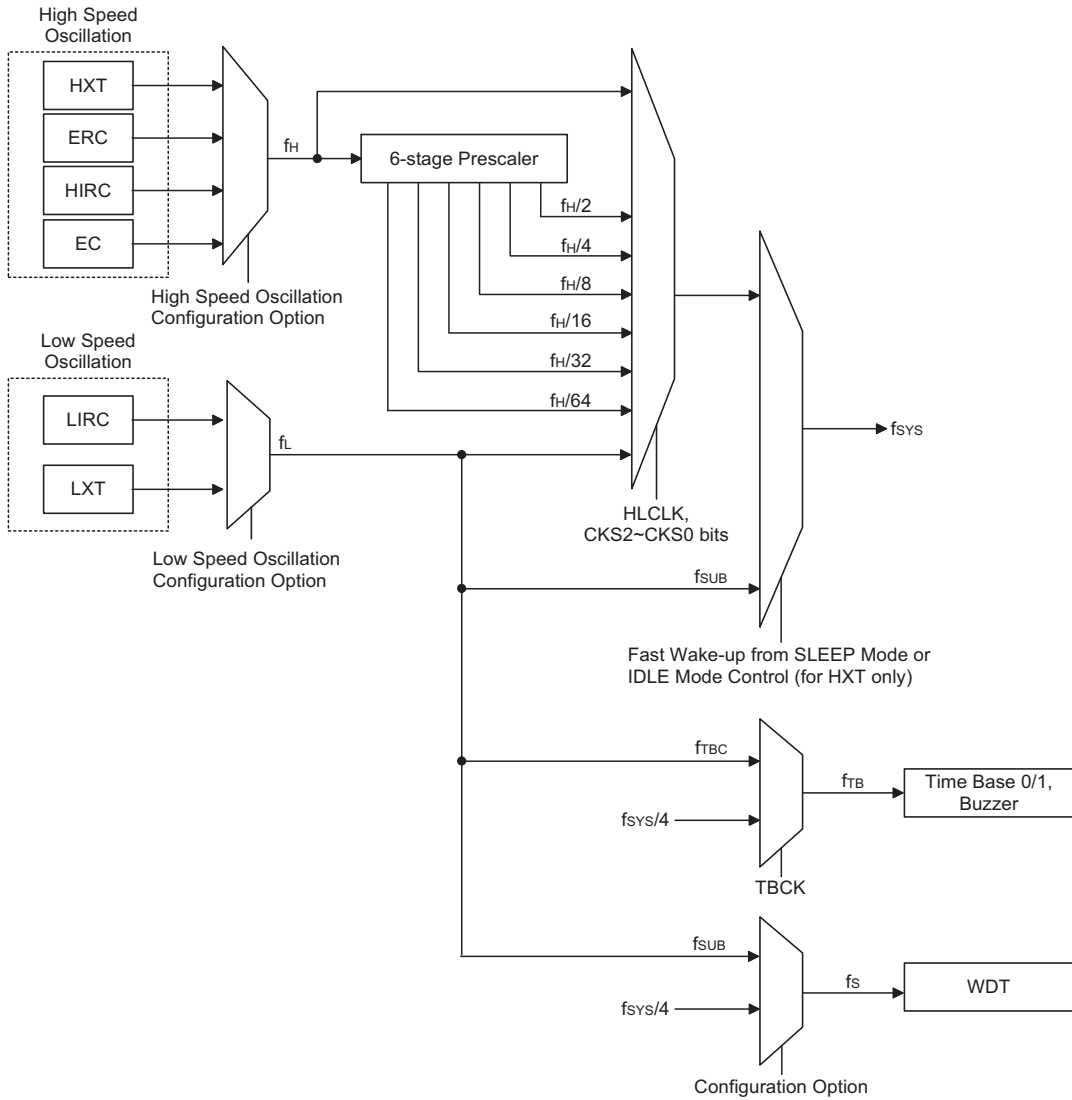 High Speed
Oscillation
HXT
ERC
HIRC
EC
fH
6-stage Prescaler
fH/2
fH/4
fH/8
fH/16
fH/32
fH/64
High Speed Oscillation
Configuration Option
Low Speed
Oscillation
LIRC
LXT
fL
Low Speed Oscillation
Configuration Option
HLCLK,
CKS2~CKS0 bits
fSYS
fSUB
Fast Wake-up from SLEEP Mode or
IDLE Mode Control (for HXT only)
fTBC
fSYS/4
fTB
Time Base 0/1,
Buzzer
TBCK
fSUB
fSYS/4
fS
WDT
Configuration Option